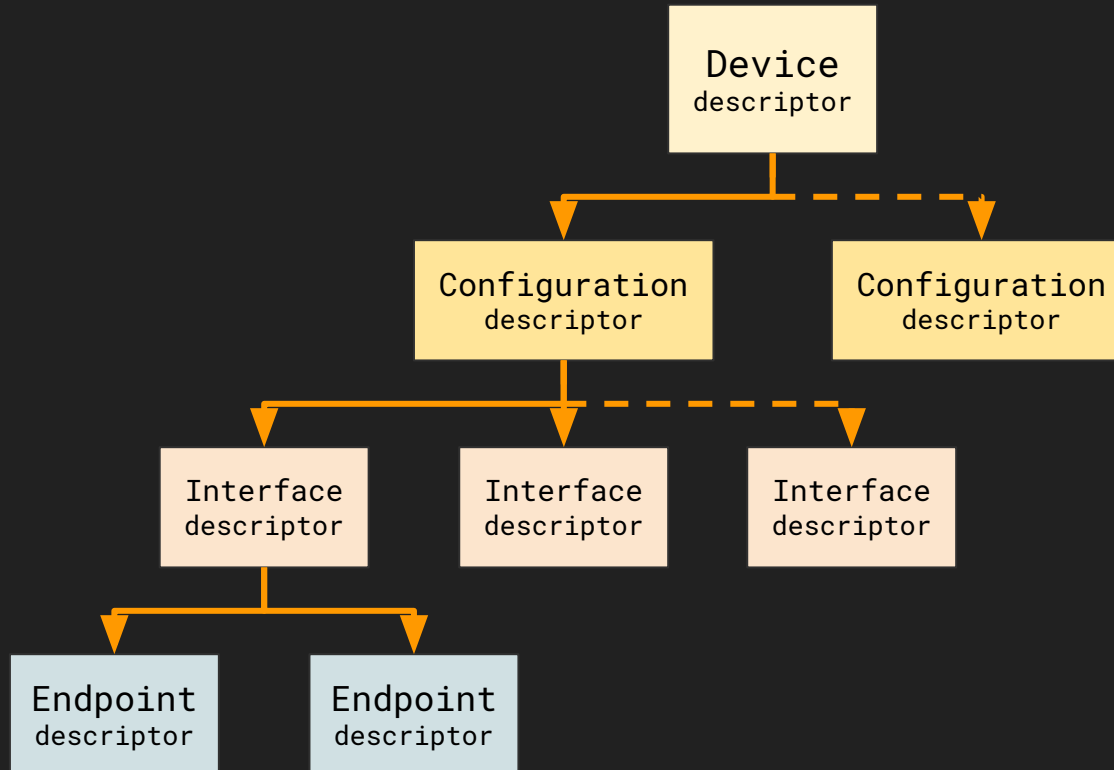 Device
descriptor
Configuration
descriptor
Configuration
descriptor
Interface
descriptor
Interface
descriptor
Interface
descriptor
Endpoint
descriptor
Endpoint
descriptor